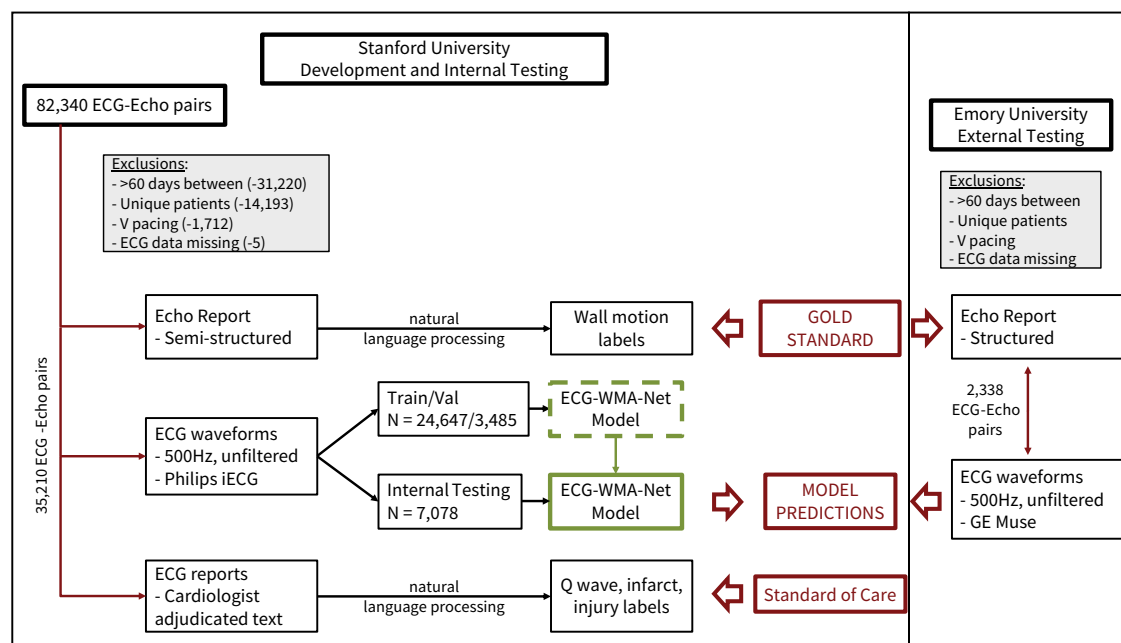 Stanford University
Development and Internal Testing
82,340 ECG-Echo pairs
Exclusions:
- >60 days between (-31,220)
- Unique patients (-14,193)
- V pacing (-1,712)
- ECG data missing (-5)
35,210 ECG -Echo pairs
Echo Report
- Semi-structured
natural
language processing
Wall motion
labels
GOLD
STANDARD
ECG waveforms
- 500Hz, unfiltered
- Philips iECG
Train/Val
N = 24,647/3,485
ECG-WMA-Net
Model
Internal Testing
N = 7,078
ECG-WMA-Net
Model
MODEL
PREDICTIONS
ECG reports
- Cardiologist
adjudicated text
natural
language processing
Q wave, infarct,
injury labels
Standard of Care
Emory University
External Testing
Exclusions:
- >60 days between
- Unique patients
- V pacing
- ECG data missing
Echo Report
- Structured
2,338
ECG-Echo
pairs
ECG waveforms
- 500Hz, unfiltered
- GE Muse